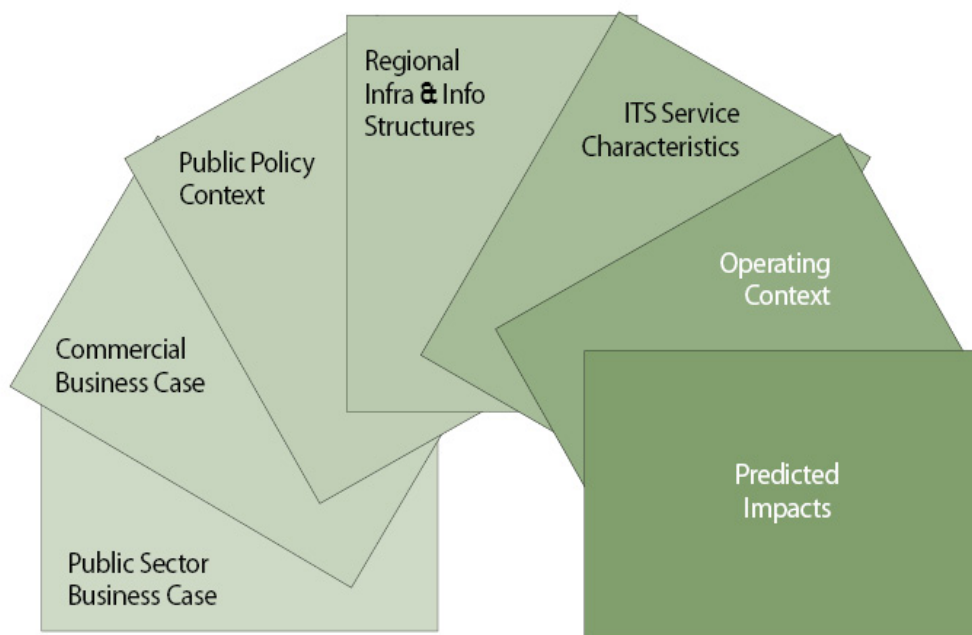 Regional
Infra & Info
Structures
ITS Service
Characteristics
Public Policy
Context
Operating
Context
Commercial
Business Case
Predicted
Impacts
Public Sector
Business Case